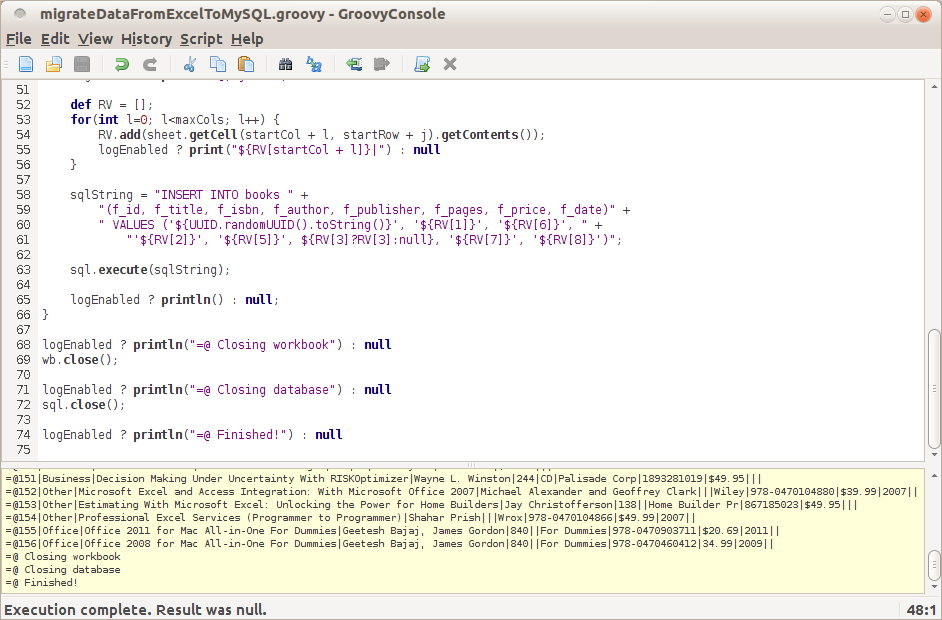 migrateDataFromExcelToMySQL.groovy - GroovyConsole
File Edit View History Script Help
51
52 def RV = [];
53 for(int l=0; l<maxCols; l++) {
54 RV.add(sheet.getCell(startCol + l, startRow + j).getContents());
55 logEnabled ? print("${RV[startCol + l]}|") : null
56 }
57
58 sqlString = "INSERT INTO books " +
59 "(f_id, f_title, f_isbn, f_author, f_publisher, f_pages, f_price, f_date)" +
60 " VALUES ('${UUID.randomUUID().toString()}', '${RV[1]}', '${RV[6]}', " +
61 "'${RV[2]}', '${RV[5]}', ${RV[3]?RV[3]:null}, '${RV[7]}', '${RV[8]}')";
62
63 sql.execute(sqlString);
64
65 logEnabled ? println() : null;
66 }
67
68 logEnabled ? println("=@ Closing workbook") : null
69 wb.close();
70
71 logEnabled ? println("=@ Closing database") : null
72 sql.close();
73
74 logEnabled ? println("=@ Finished!") : null
75
=@151|Business|Decision Making Under Uncertainty With RISKOptimizer|Wayne L. Winston|244|CD|Palisade Corp|1893281019|$49.95|||
=@152|Other|Microsoft Excel and Access Integration: With Microsoft Office 2007|Michael Alexander and Geoffrey Clark|||Wiley|978-0470104880|$39.99|2007||
=@153|Other|Estimating With Microsoft Excel: Unlocking the Power for Home Builders|Jay Christofferson|138||Home Builder Pr|867185023|$49.95|||
=@154|Other|Professional Excel Services (Programmer to Programmer)|Shahar Prish|||Wrox|978-0470104866|$49.99|2007||
=@155|Office|Office 2011 for Mac All-in-One For Dummies|Geetesh Bajaj, James Gordon|840||For Dummies|978-0470903711|$20.69|2011||
=@156|Office|Office 2008 for Mac All-in-One For Dummies|Geetesh Bajaj, James Gordon|840||For Dummies|978-0470460412|34.99|2009||
=@ Closing workbook
=@ Closing database
=@ Finished!
Execution complete. Result was null. 48:1